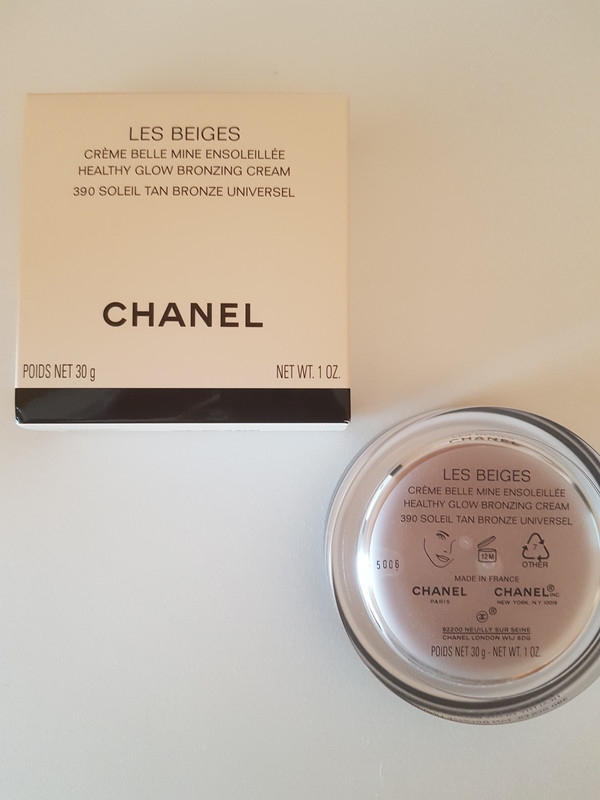 LES BEIGES
CRÈME BELLE MINE ENSOLEILLÉE
HEALTHY GLOW BRONZING CREAM
390 SOLEIL TAN BRONZE UNIVERSEL
CHANEL
POIDS NET 30 g NET WT. 1 OZ.
CHANEL
LES BEIGES
CRÈME BELLE MINE ENSOLEILLÉE
HEALTHY GLOW BRONZING CREAM
390 SOLEIL TAN BRONZE UNIVERSEL
12M
7
OTHER
5006
MADE IN FRANCE
CHANEL CHANEL® INC.
PARIS NEW YORK, N.Y. 10019
®
92200 NEUILLY SUR SEINE
CHANEL LONDON W1J 6DG
POIDS NET 30 g - NET WT. 1 OZ.